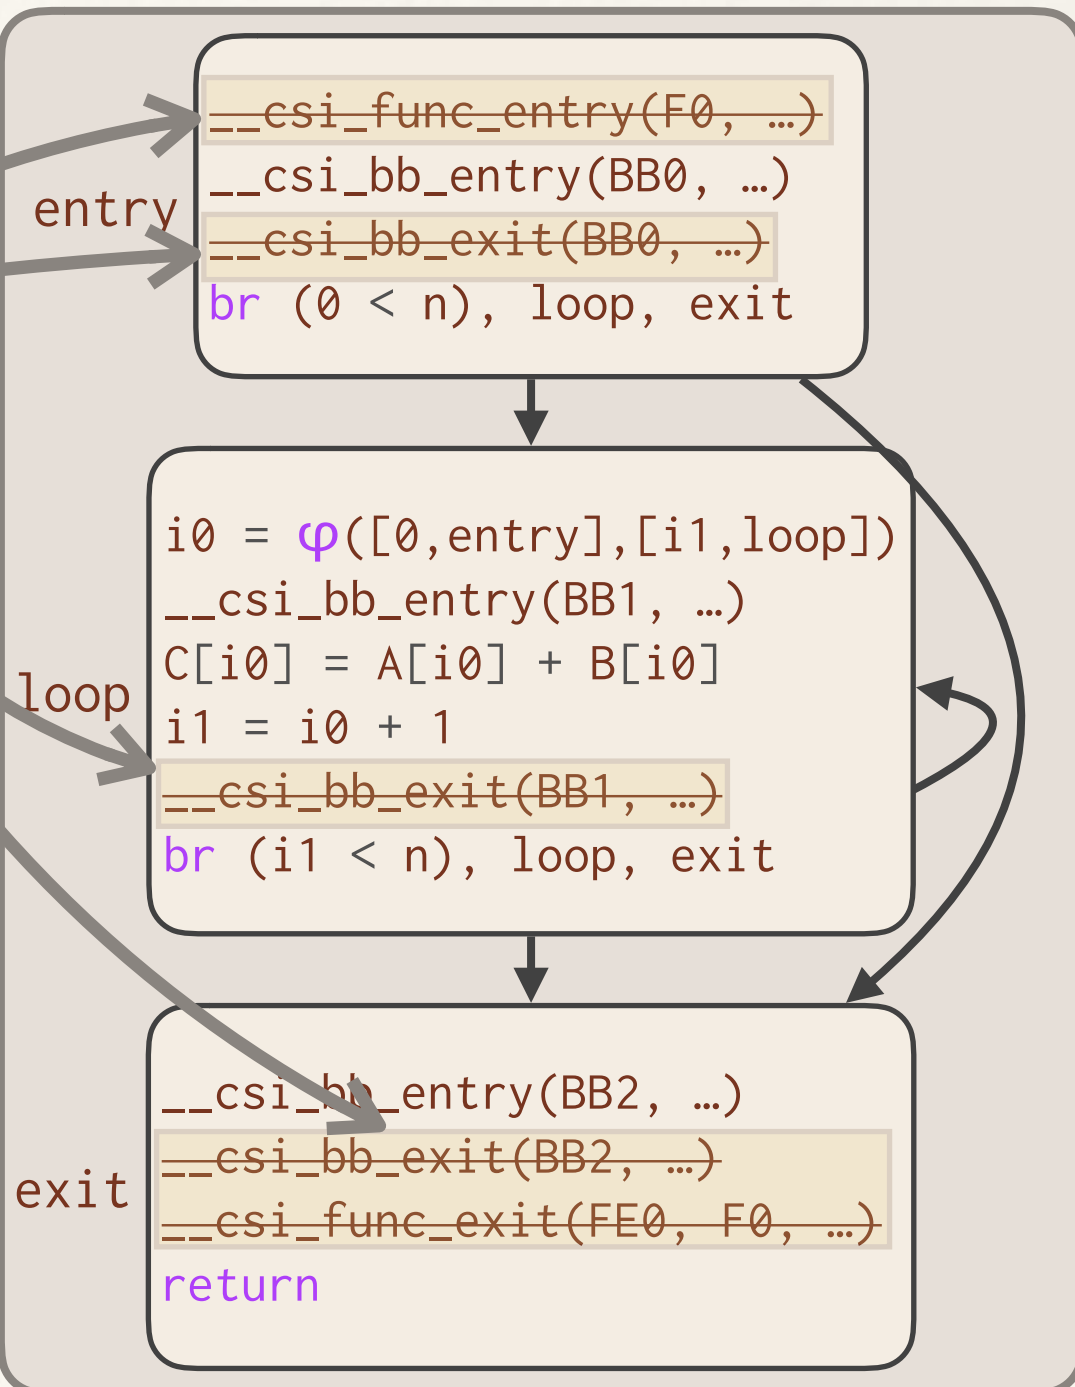 entry
__csi_func_entry(F0, …)
__csi_bb_entry(BB0, …)
__csi_bb_exit(BB0, …)
br (0 < n), loop, exit
loop
i0 = φ([0,entry],[i1,loop])
__csi_bb_entry(BB1, …)
C[i0] = A[i0] + B[i0]
i1 = i0 + 1
__csi_bb_exit(BB1, …)
br (i1 < n), loop, exit
exit
__csi_bb_entry(BB2, …)
__csi_bb_exit(BB2, …)
__csi_func_exit(FE0, F0, …)
return